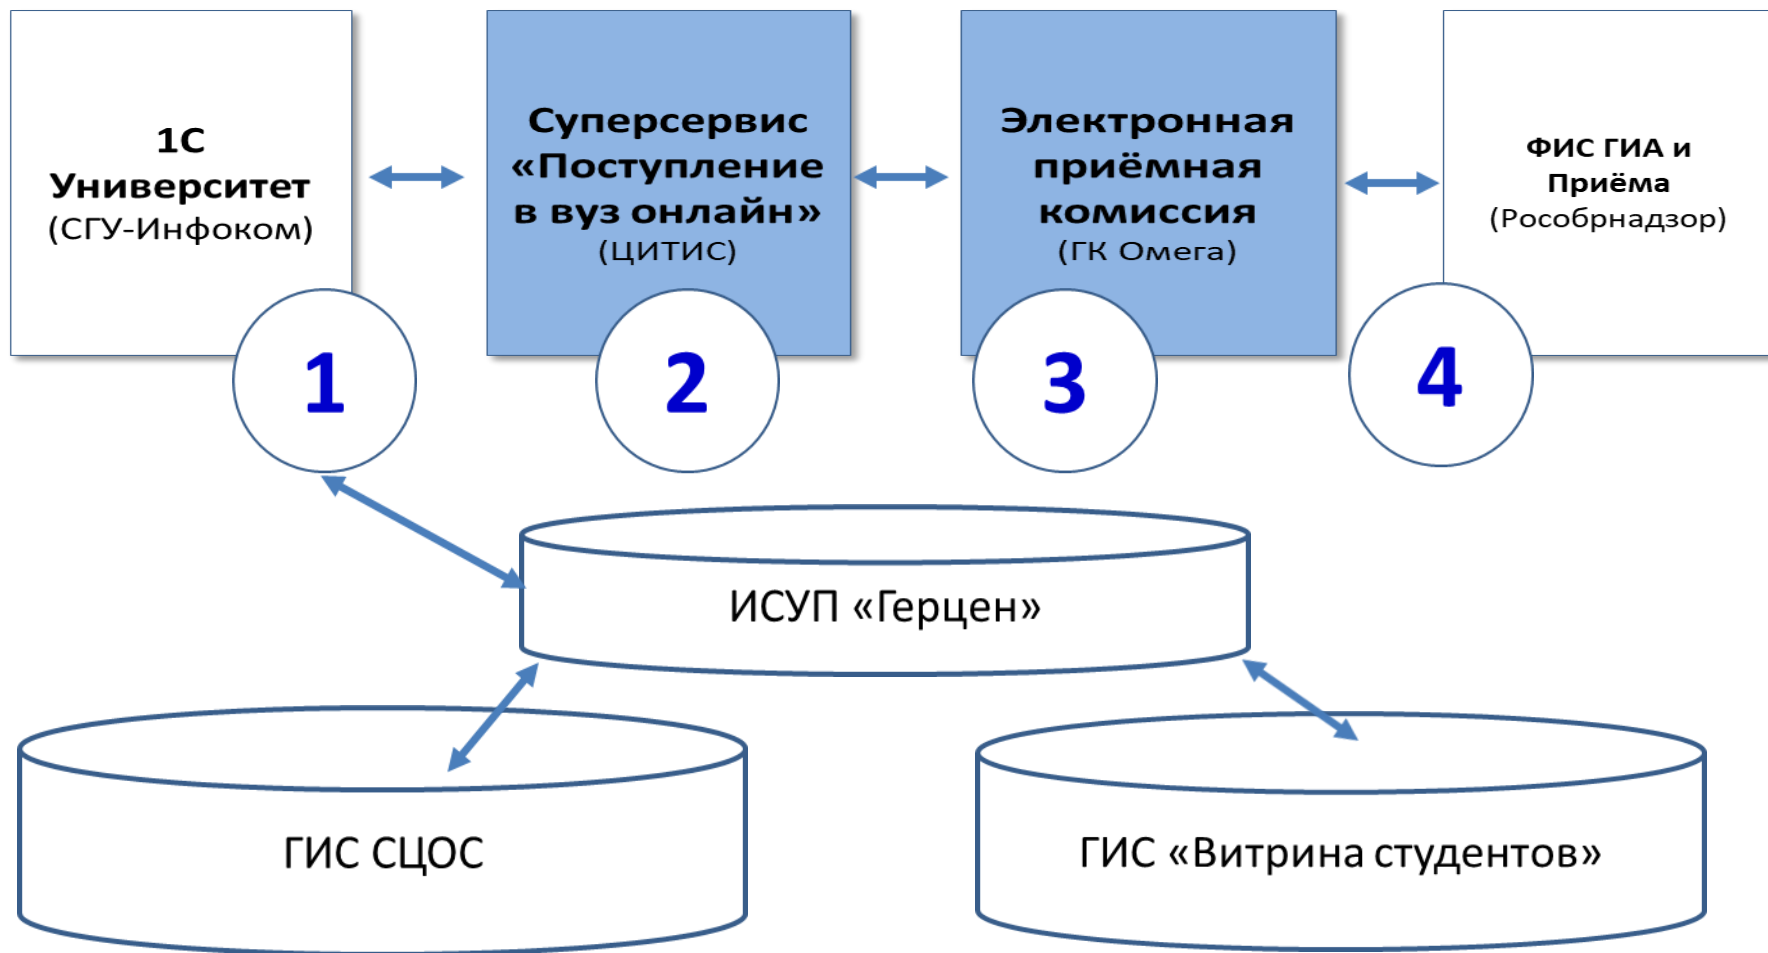 1С
Университет
(СГУ-Инфоком)
Суперсервис
«Поступление
в вуз онлайн»
(ЦИТИС)
Электронная
приёмная
комиссия
(ГК Омега)
ФИС ГИА и
Приёма
(Рособрнадзор)
1
2
3
4
ИСУП «Герцен»
ГИС СЦОС
ГИС «Витрина студентов»